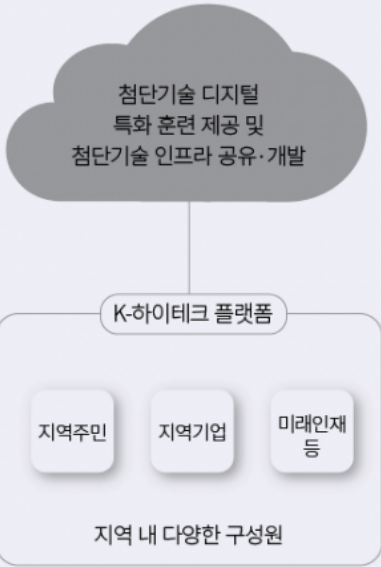 첨단기술 디지털
특화 훈련 제공 및
첨단기술 인프라 공유·개발
K-하이테크 플랫폼
지역주민
지역기업
미래인재
등
지역 내 다양한 구성원